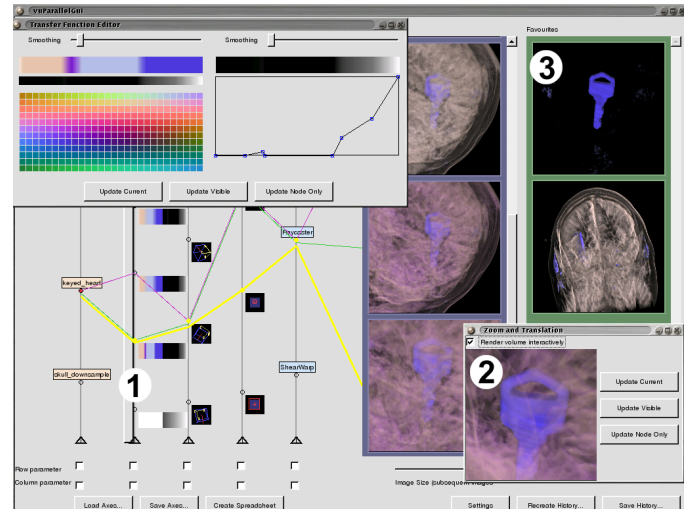 vuParallelGui
Transfer Function Editor
Smoothing
Smoothing
Update Current
Update Visible
Update Node Only
Favourites
3
Raycaster
keyed_heart
skull_downsample
1
ShearWarp
Zoom and Translation
Render volume interactively
2
Update Current
Update Visible
Update Node Only
Row parameter
Column parameter
Image Size (subsequent images
Load Axes...
Save Axes...
Create Spreadsheet
Settings
Recreate History...
Save History...